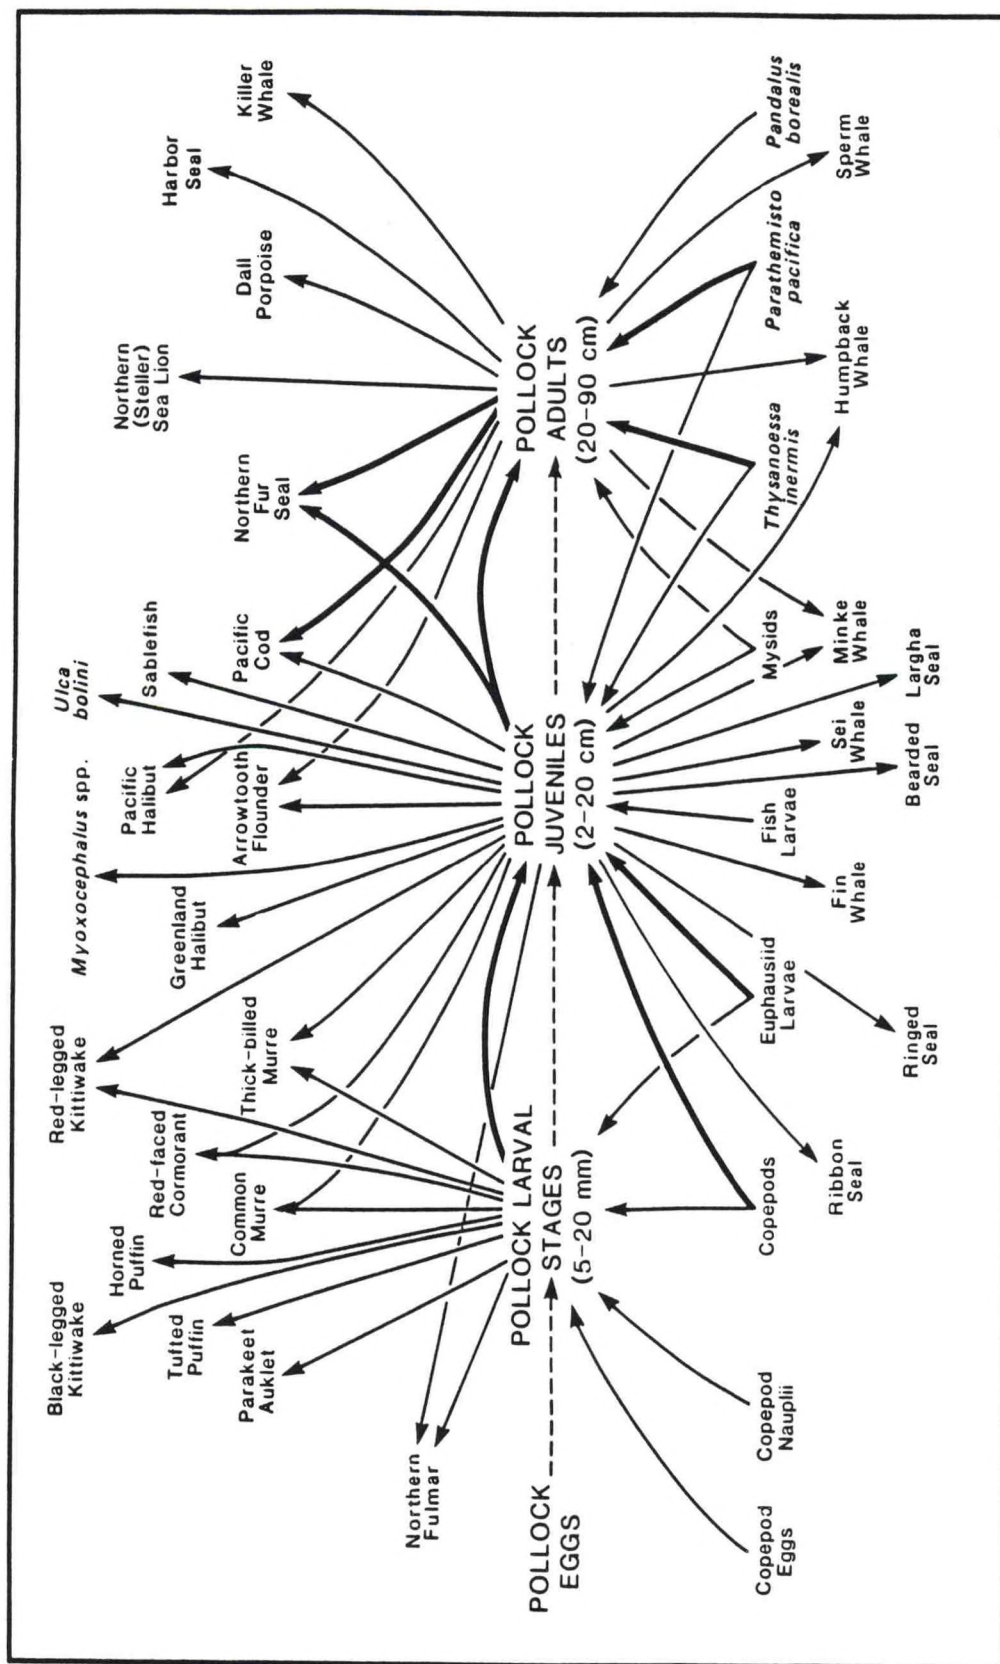 Black-legged
Kittiwake
Red-legged
Kittiwake
Myoxocephalus spp.
Ulca
bolini
Northern
(Steller)
Sea Lion
Harbor
Seal
Killer
Whale
Horned
Puffin
Red-faced
Cormorant
Greenland
Halibut
Pacific
Halibut
Sablefish
Dall
Porpoise
Tufted
Puffin
Parakeet
Auklet
Common
Murre
Thick-billed
Murre
Arrowtooth
Flounder
Pacific
Cod
Northern
Fur
Seal
Northern
Fulmar
POLLOCK
EGGS
POLLOCK LARVAL
STAGES
(5-20 mm)
POLLOCK
JUVENILES
(2-20 cm)
POLLOCK
ADULTS
(20-90 cm)
Copepod
Eggs
Copepod
Nauplii
Copepods
Euphausiid
Larvae
Fish
Larvae
Mysids
Thysanoessa
inermis
Parathemisto
pacifica
Pandalus
borealis
Ribbon
Seal
Ringed
Seal
Fin
Whale
Bearded
Seal
Sei
Whale
Largha
Seal
Minke
Whale
Humpback
Whale
Sperm
Whale